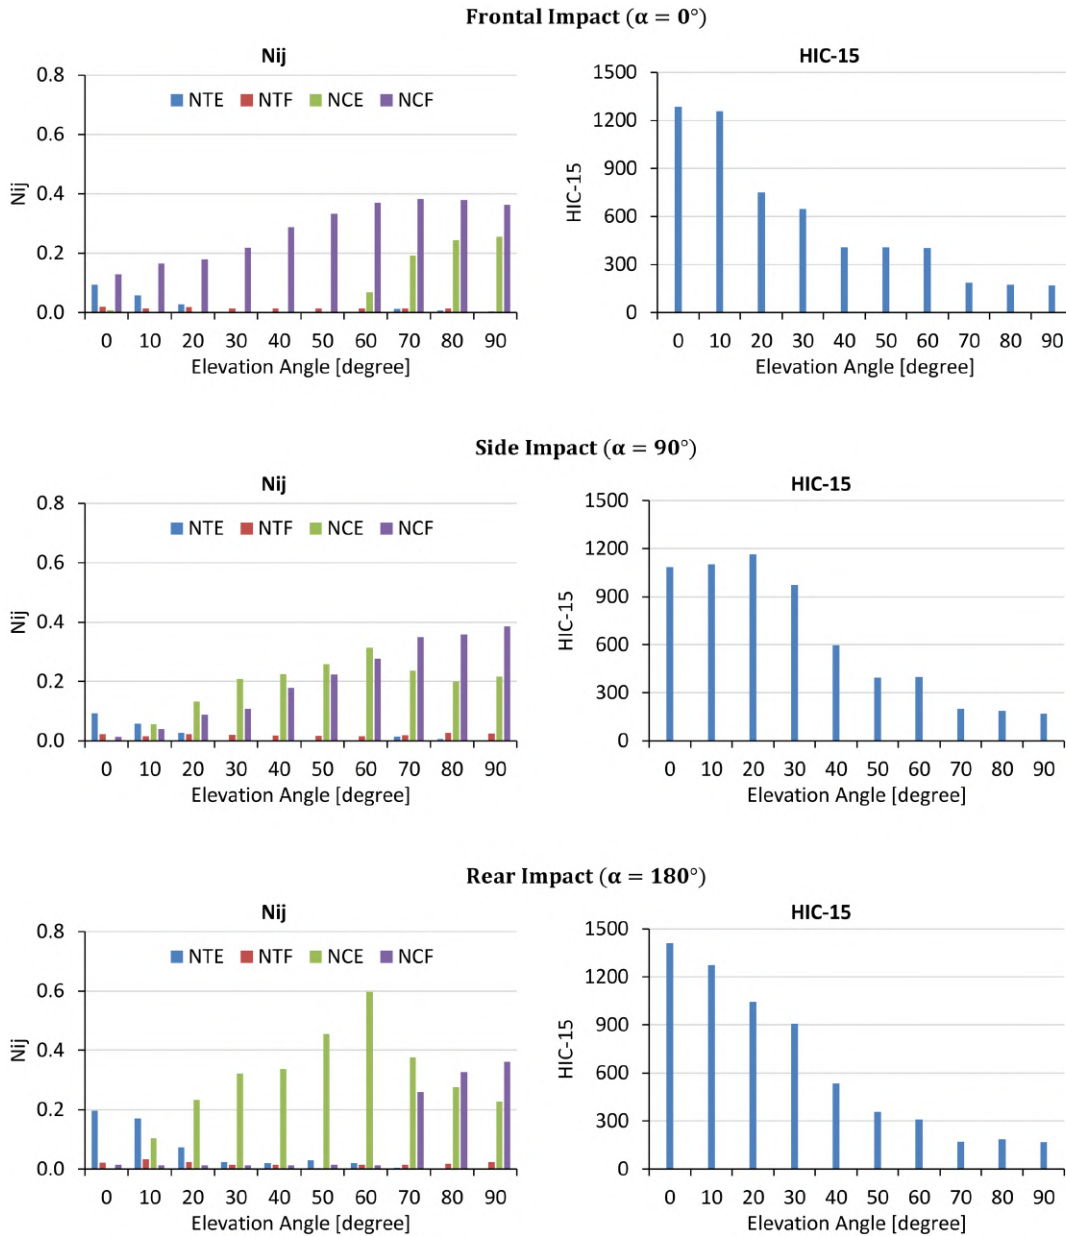 Frontal Impact (α = 0°)
Nij
0.8
0.6
0.4
0.2
0.0
Nij
NTE NTF NCE NCF
0 10 20 30 40 50 60 70 80 90
Elevation Angle [degree]
HIC-15
1500
1200
900
600
300
0
HIC-15
0 10 20 30 40 50 60 70 80 90
Elevation Angle [degree]
Side Impact (α = 90°)
Nij
0.8
0.6
0.4
0.2
0.0
Nij
NTE NTF NCE NCF
0 10 20 30 40 50 60 70 80 90
Elevation Angle [degree]
HIC-15
1500
1200
900
600
300
0
HIC-15
0 10 20 30 40 50 60 70 80 90
Elevation Angle [degree]
Rear Impact (α = 180°)
Nij
0.8
0.6
0.4
0.2
0.0
Nij
NTE NTF NCE NCF
0 10 20 30 40 50 60 70 80 90
Elevation Angle [degree]
HIC-15
1500
1200
900
600
300
0
HIC-15
0 10 20 30 40 50 60 70 80 90
Elevation Angle [degree]